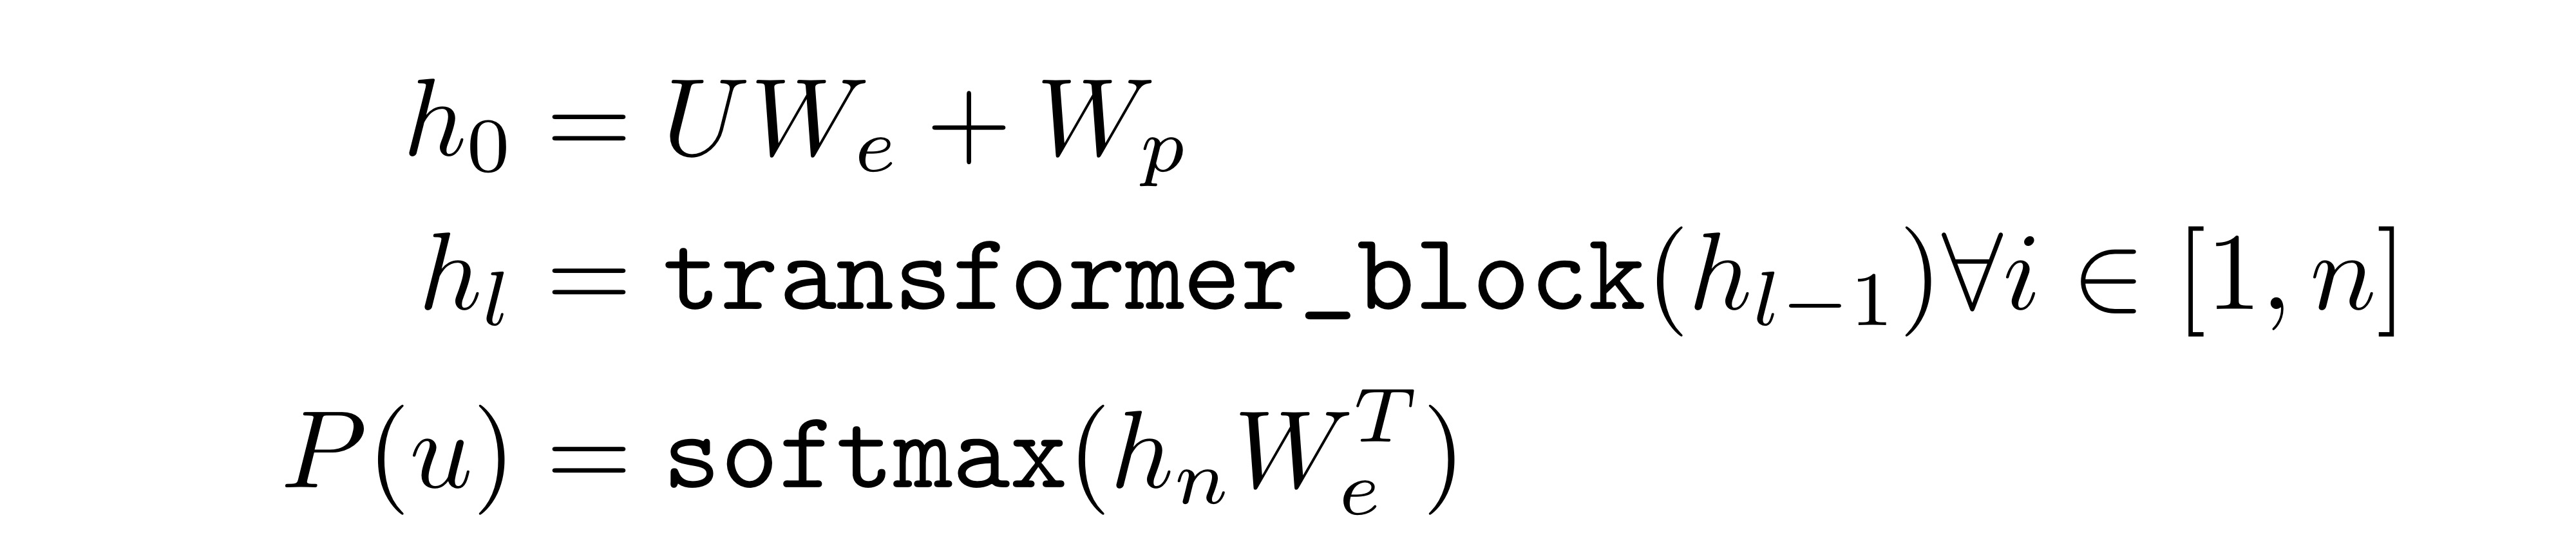 h_0 = UW_e + W_p
h_l = transformer_block(h_{l-1})∀i ∈ [1, n]
P(u) = softmax(h_n W_e^T)